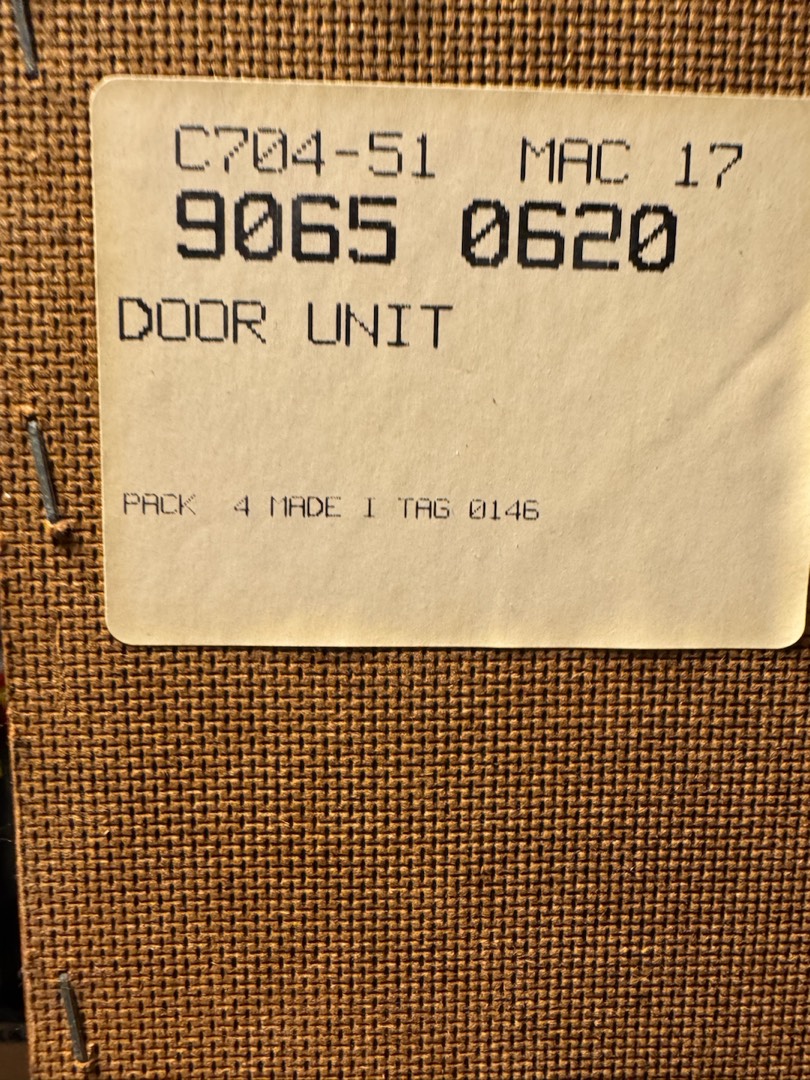 C704-51 MAC 17
9065 0620
DOOR UNIT
PACK 4 MADE I TAG 0146